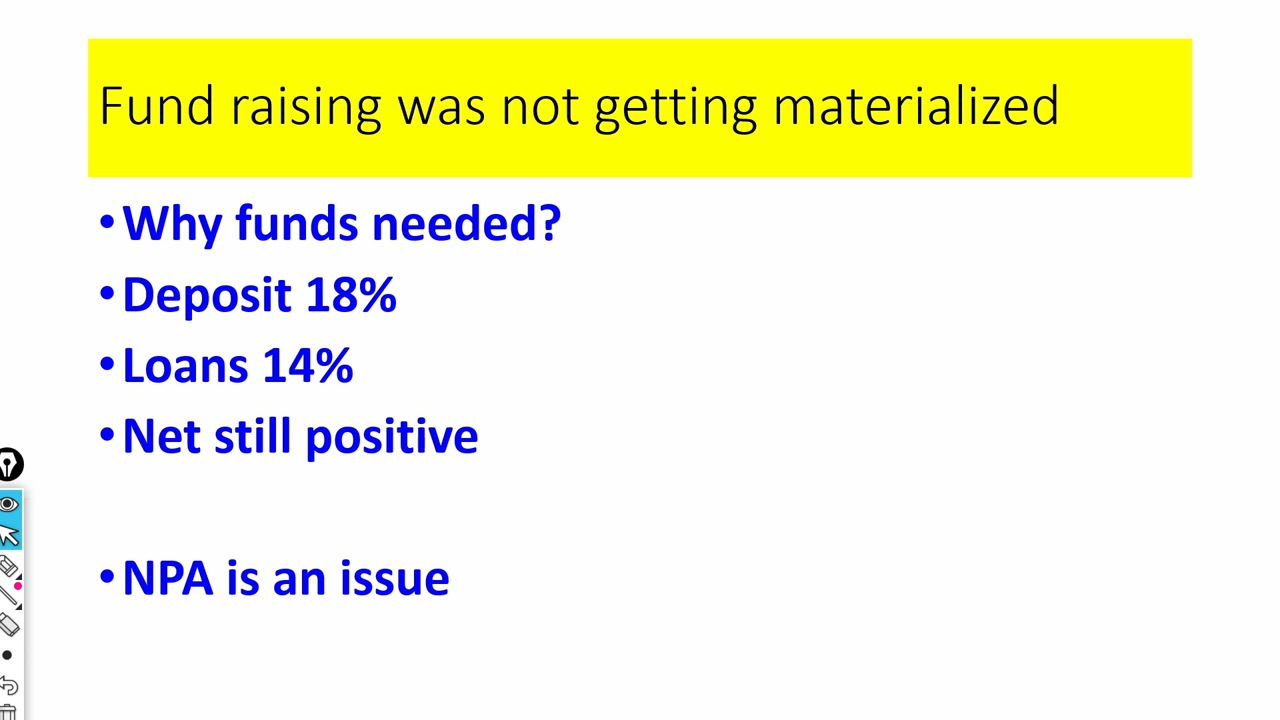 Fund raising was not getting materialized
•Why funds needed?
•Deposit 18%
•Loans 14%
•Net still positive
•NPA is an issue